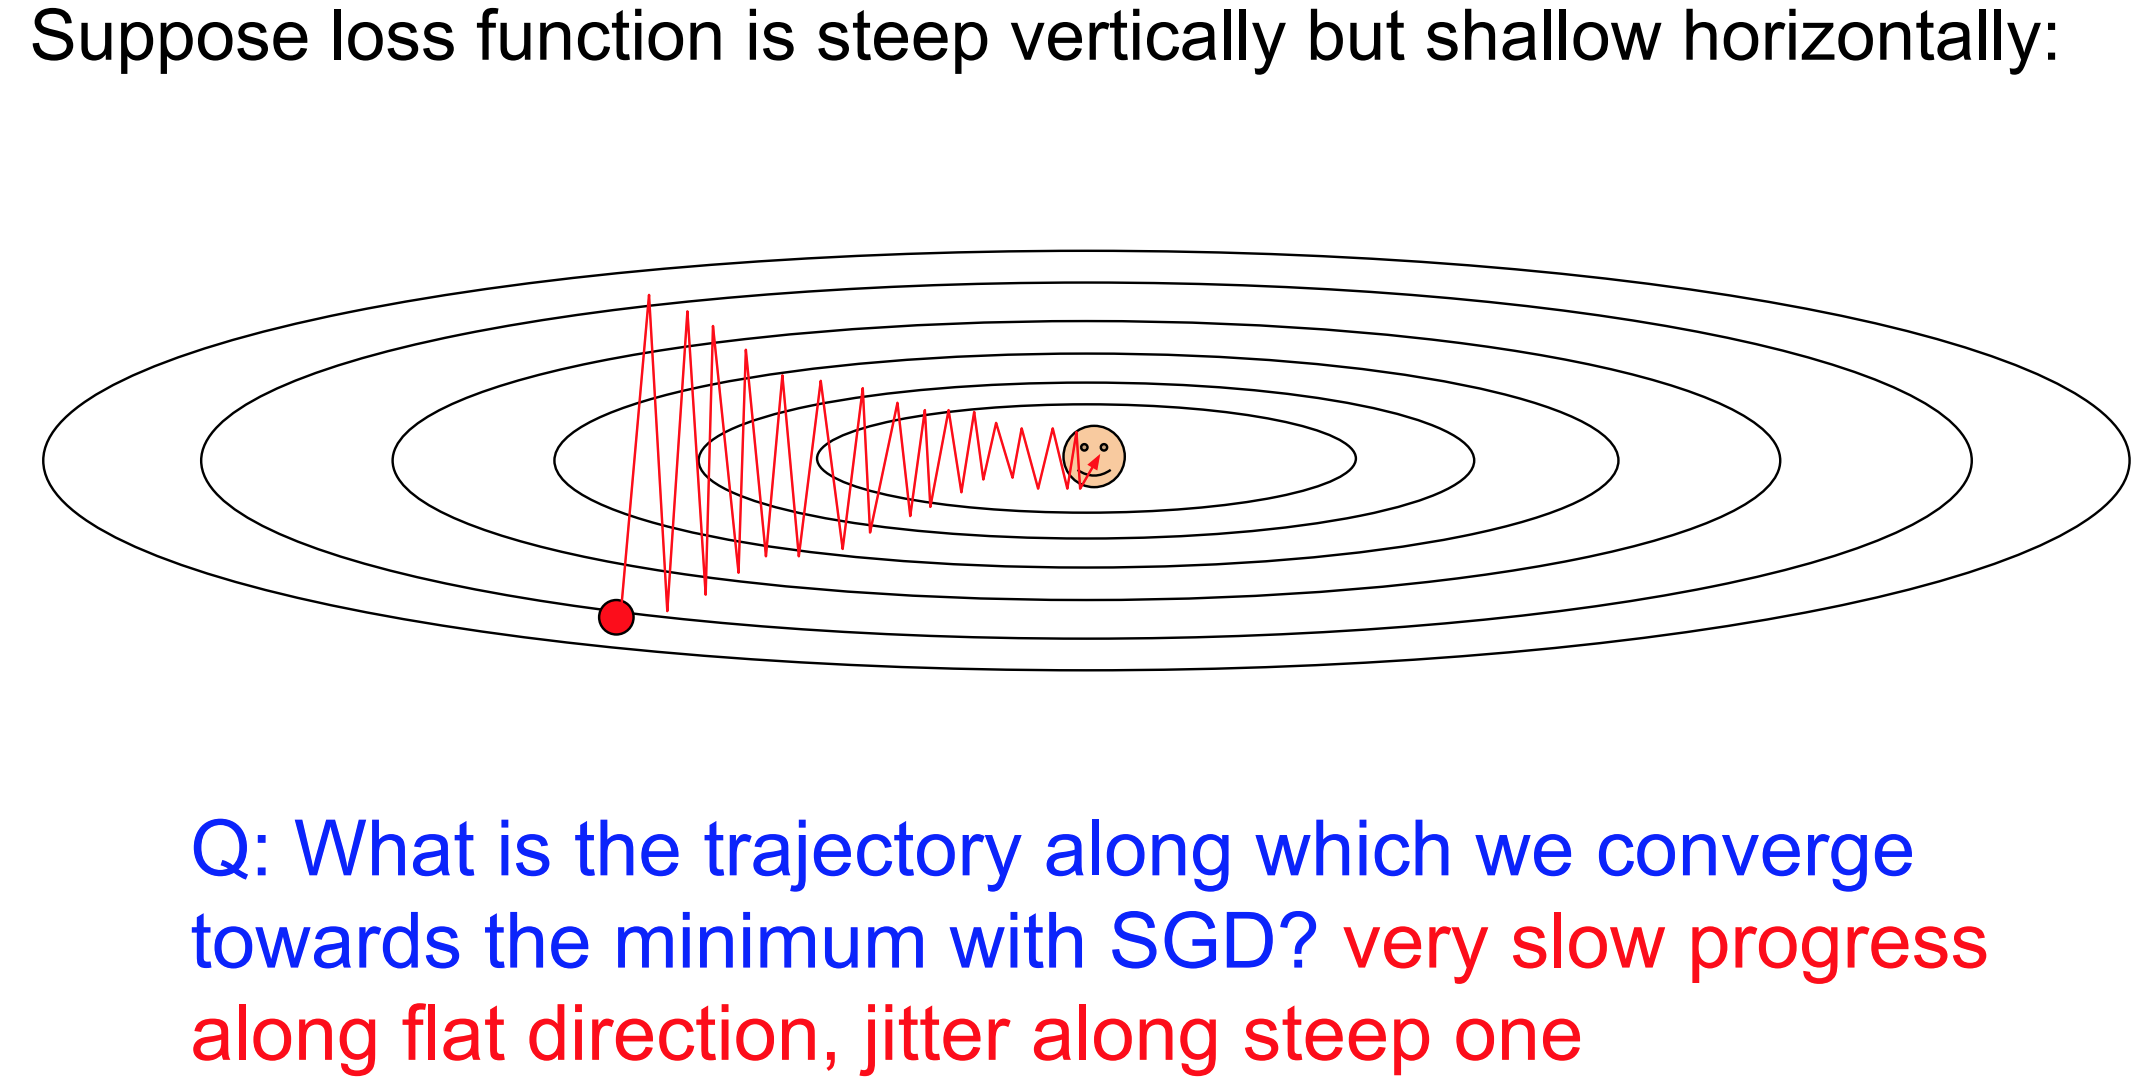 Suppose loss function is steep vertically but shallow horizontally:
Q: What is the trajectory along which we converge
towards the minimum with SGD? very slow progress
along flat direction, jitter along steep one